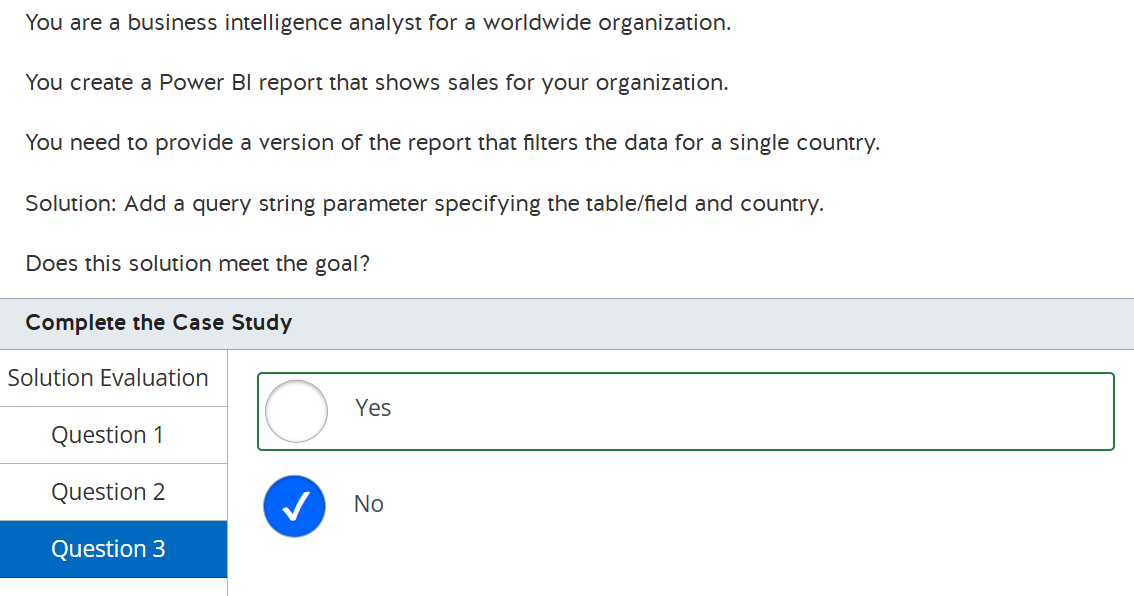 You are a business intelligence analyst for a worldwide organization.
You create a Power BI report that shows sales for your organization.
You need to provide a version of the report that filters the data for a single country.
Solution: Add a query string parameter specifying the table/field and country.
Does this solution meet the goal?
Complete the Case Study
Solution Evaluation
Question 1
Question 2
Question 3
Yes
No